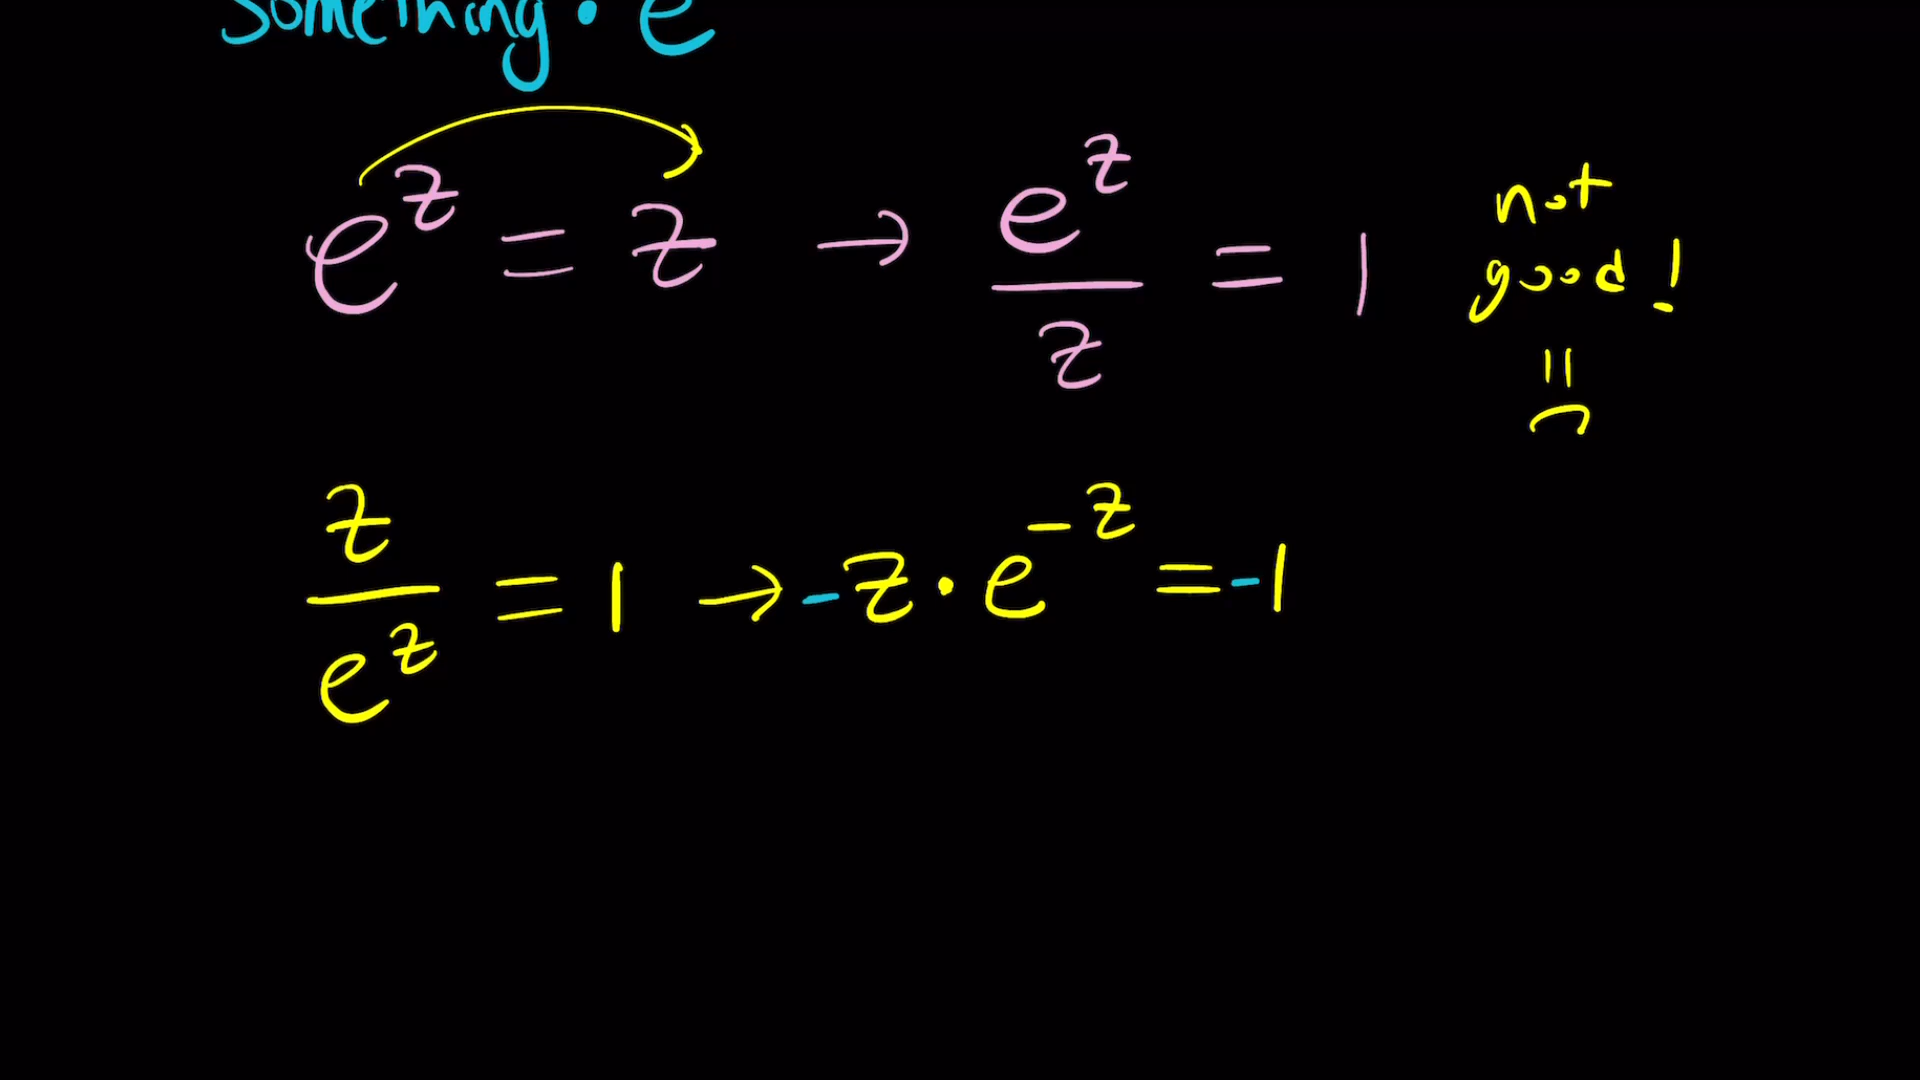 something · e
e^z = z → e^z/z = 1
not
good!
z/e^z = 1 → -z · e^-z = -1